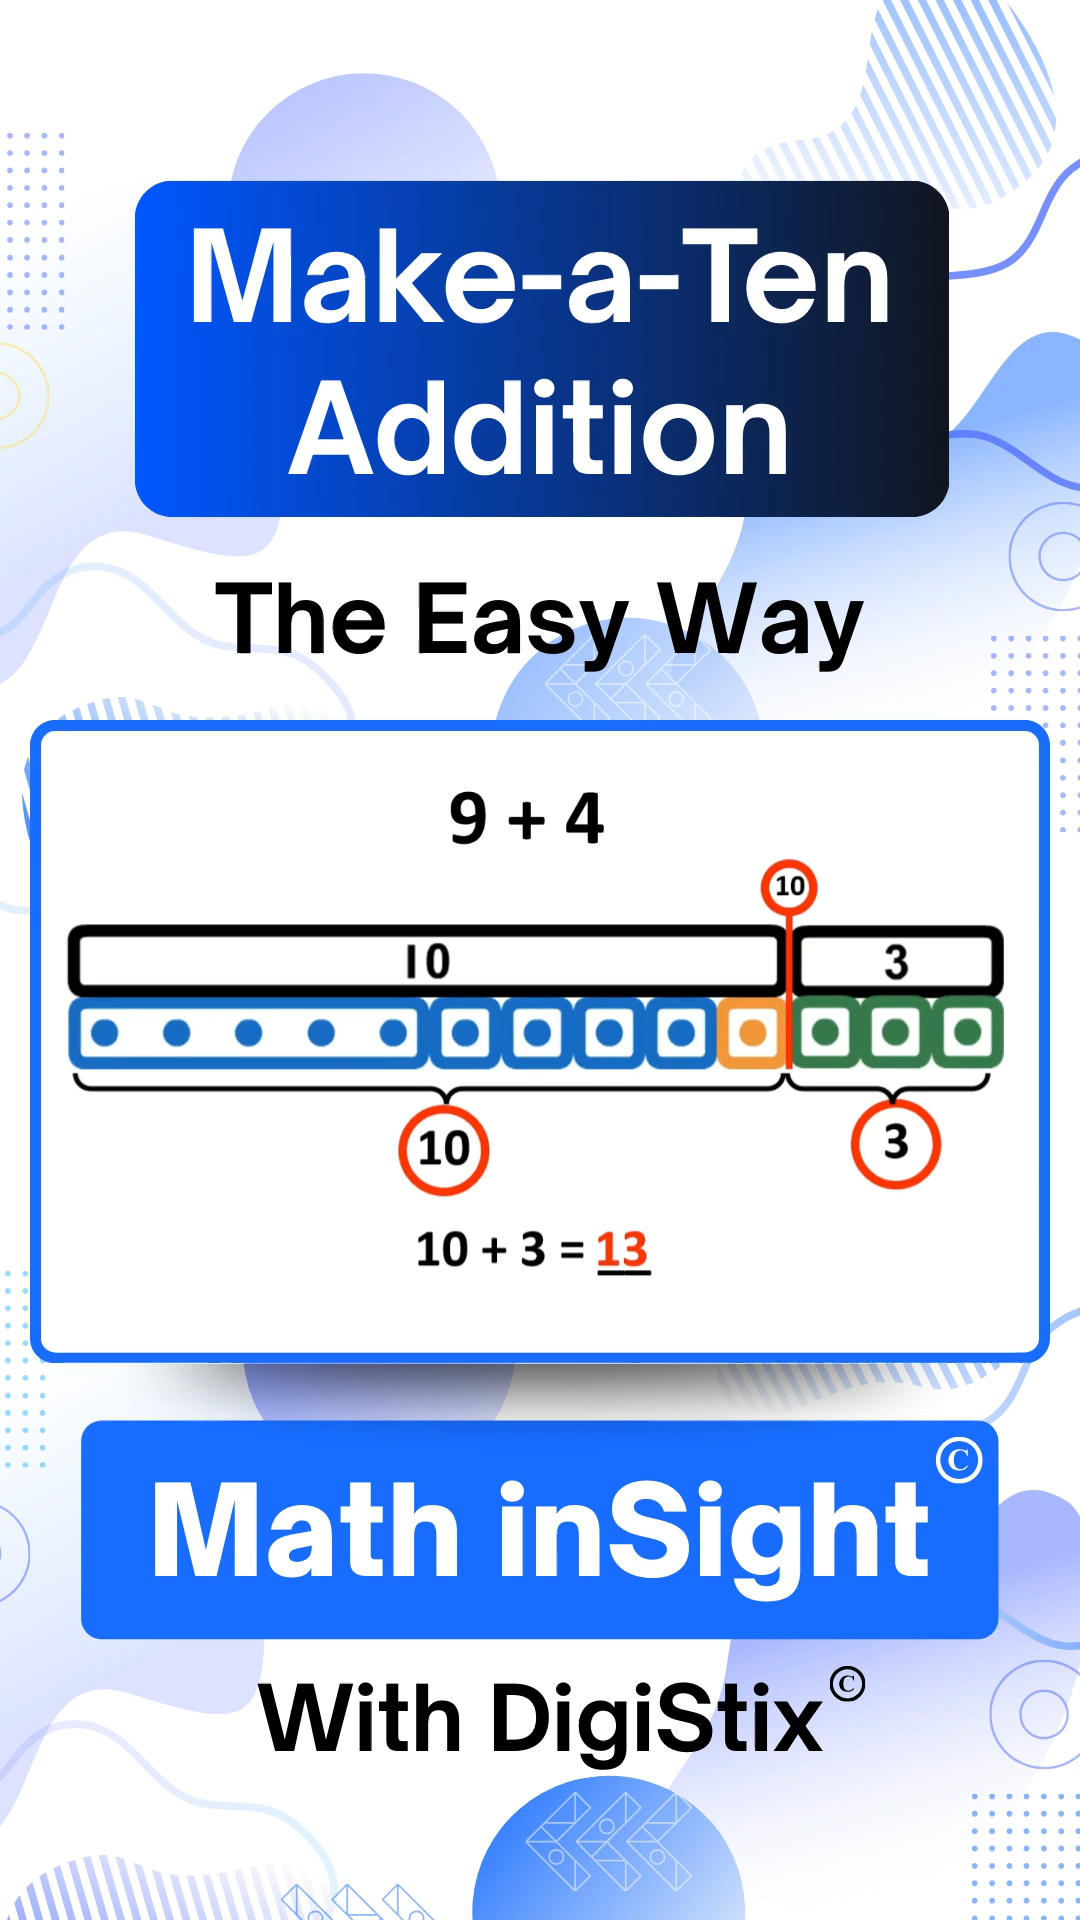 Make-a-Ten
Addition
The Easy Way
9 + 4
10
10
3
10
3
10 + 3 = 13
Math inSight©
With DigiStix©